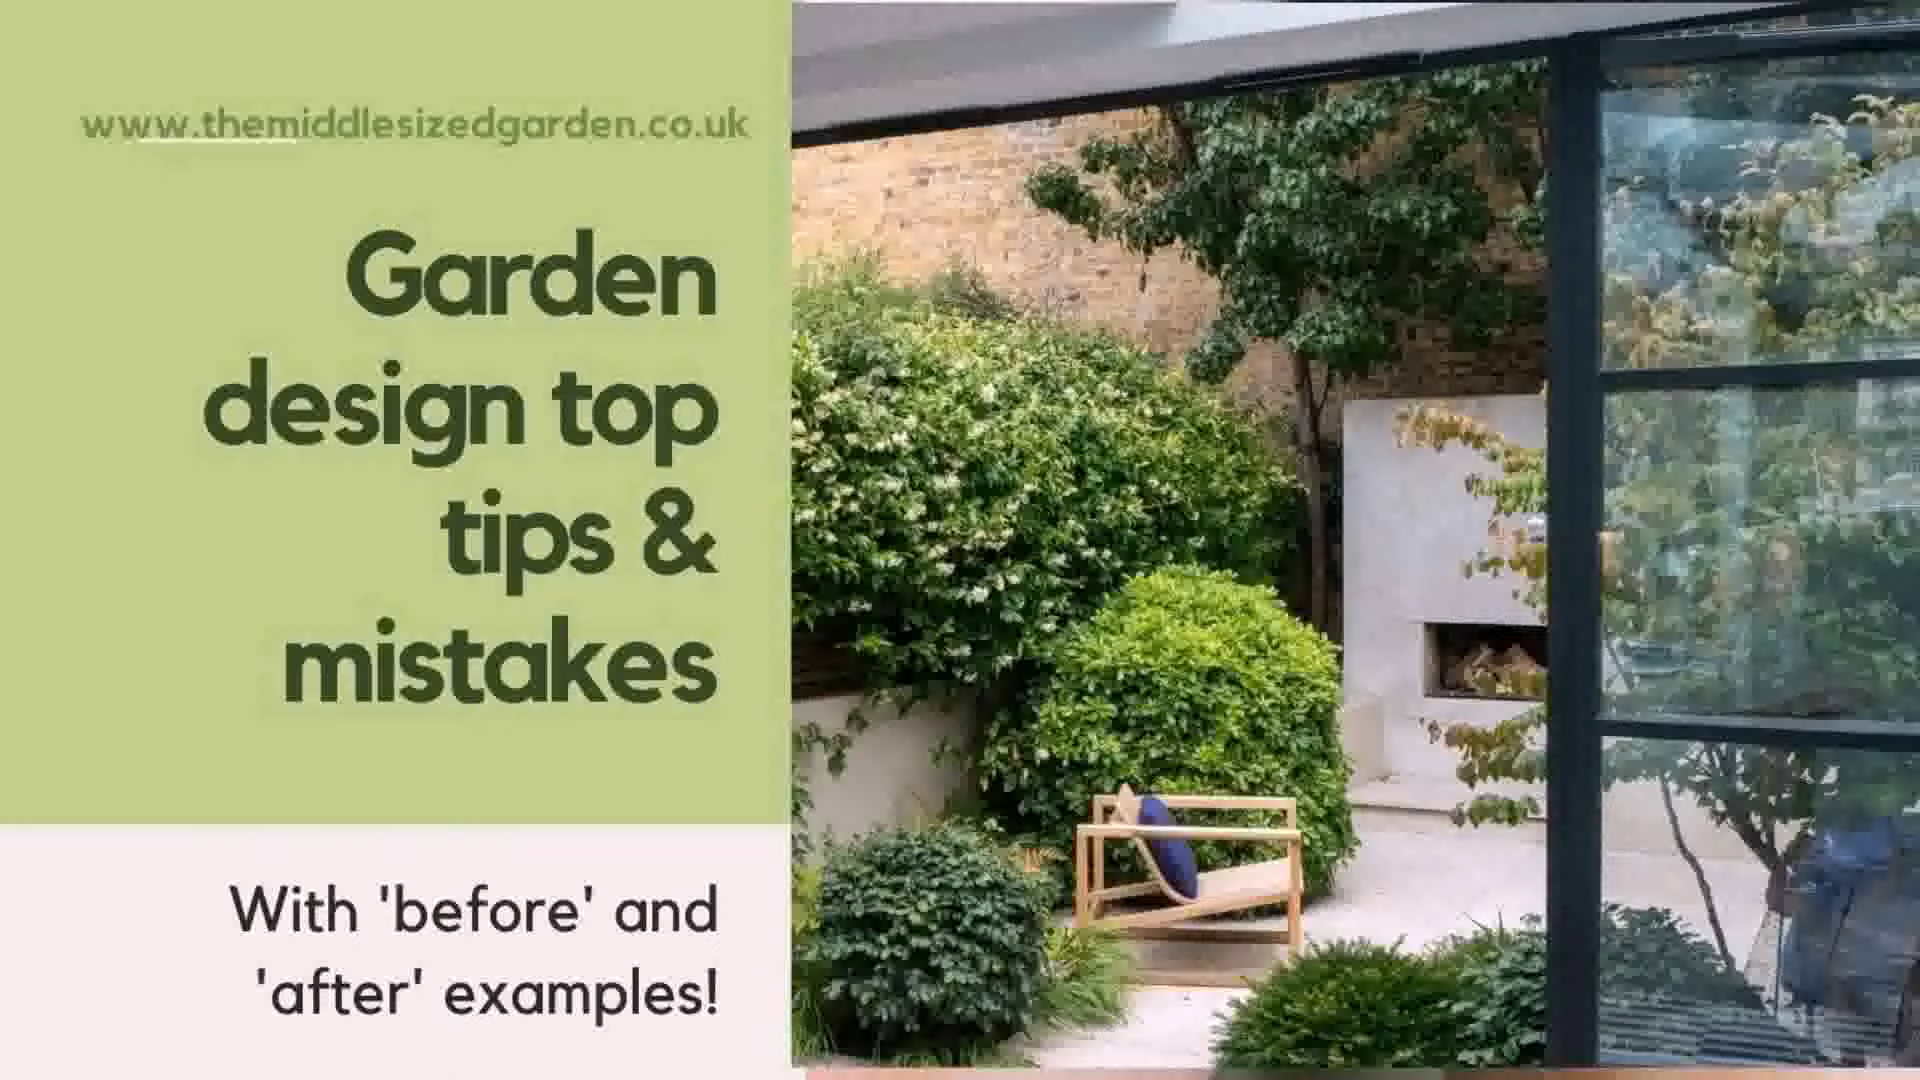 www.themiddlesizedgarden.co.uk
Garden
design top
tips &
mistakes
With 'before' and
'after' examples!